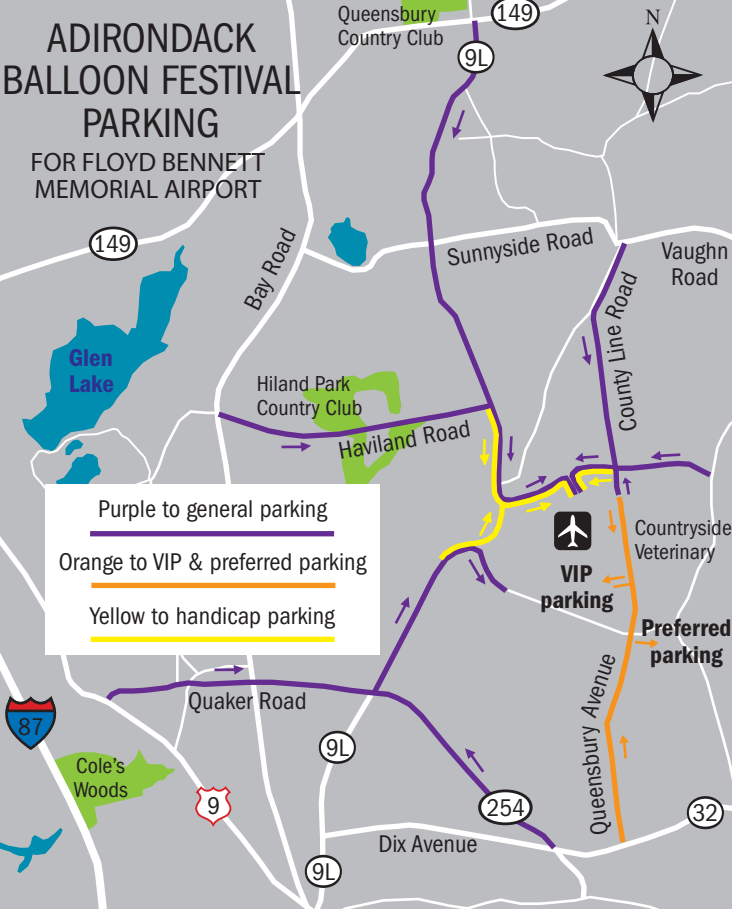 ADIRONDACK
BALLOON FESTIVAL
PARKING
FOR FLOYD BENNETT
MEMORIAL AIRPORT
Queensbury
Country Club
149
9L
N
149
Bay Road
Sunnyside Road
Vaughn
Road
County Line Road
Glen
Lake
Hiland Park
Country Club
Haviland Road
Purple to general parking
Orange to VIP & preferred parking
Yellow to handicap parking
Countryside
Veterinary
VIP
parking
Preferred
parking
Quaker Road
Queensbury Avenue
87
Cole's
Woods
9
9L
254
32
Dix Avenue
9L